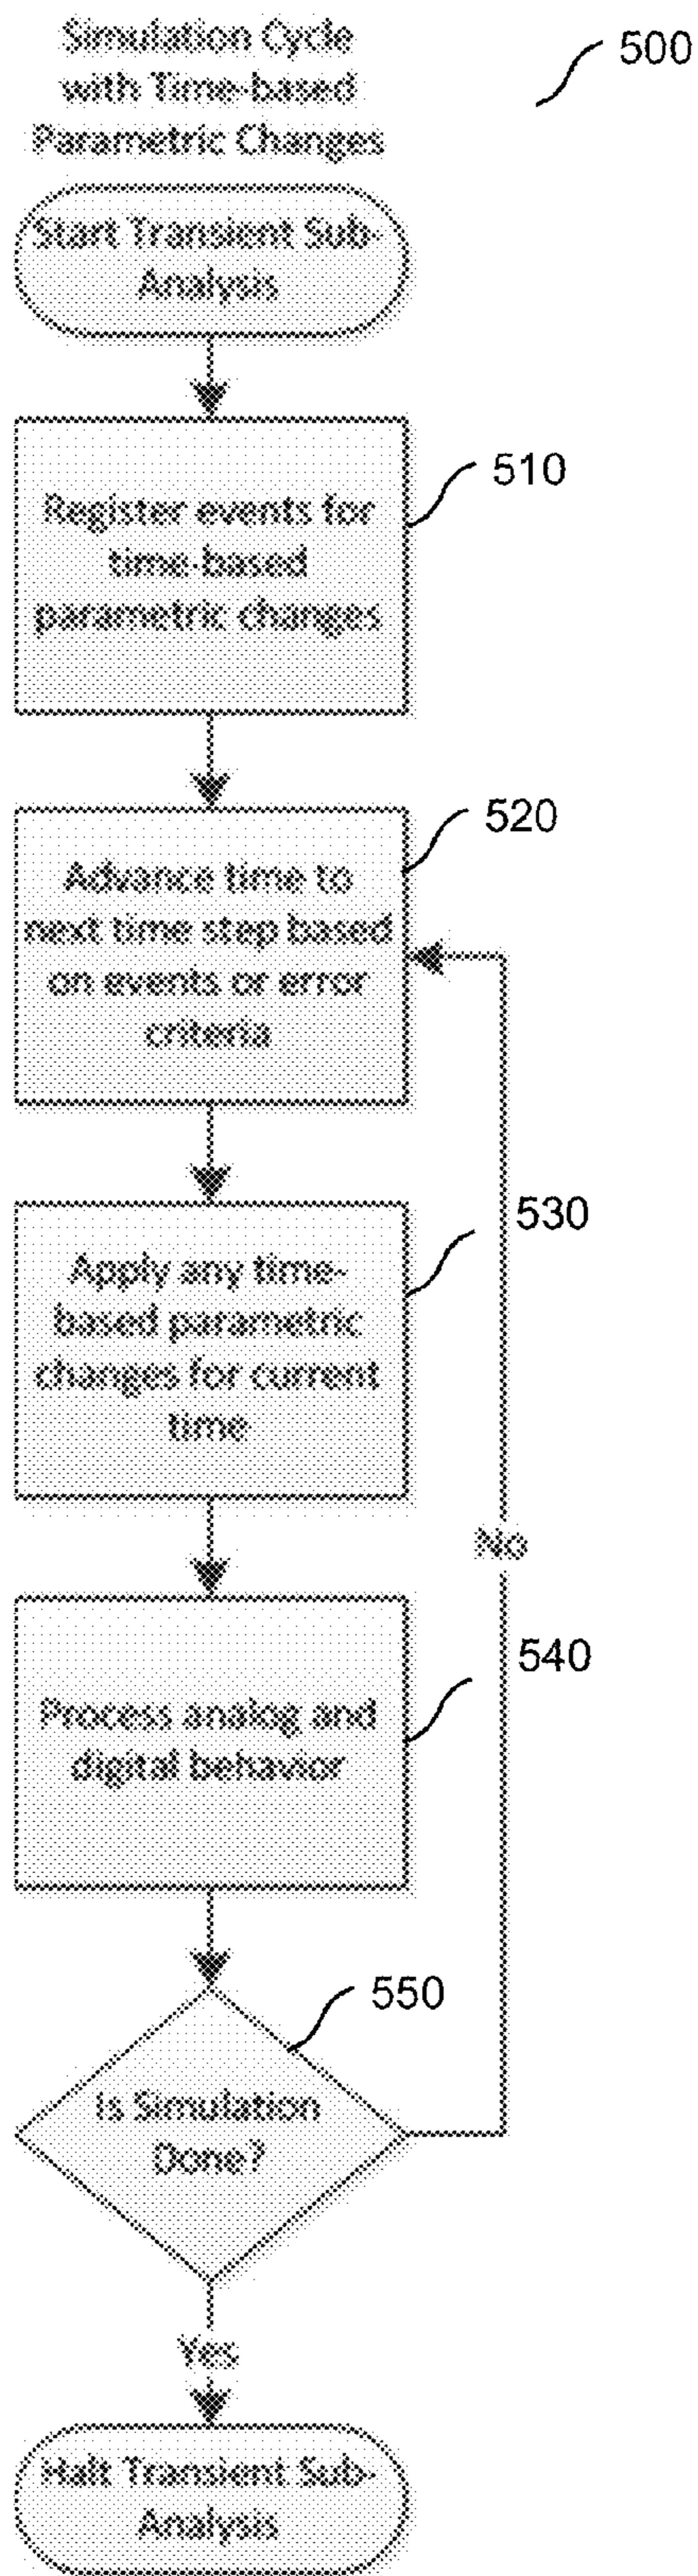 Simulation Cycle
with Time-based
Parametric Changes
500
Start Transient Sub-
Analysis
510
Register events for
time-based
parametric changes
520
Advance time to
next time step based
on events or error
criteria
530
Apply any time-
based parametric
changes for current
time
No
540
Process analog and
digital behavior
550
Is Simulation
Done?
Yes
Halt Transient Sub-
Analysis